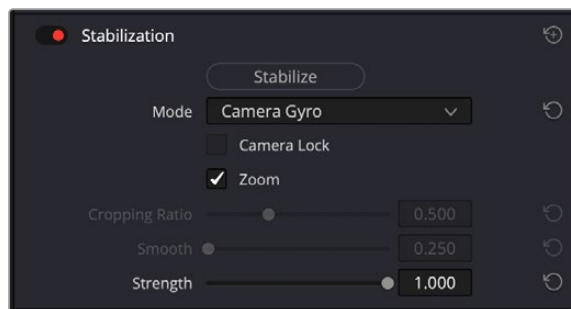 Stabilization
Stabilize
Mode Camera Gyro
Camera Lock
Zoom
Cropping Ratio 0.500
Smooth 0.250
Strength 1.000